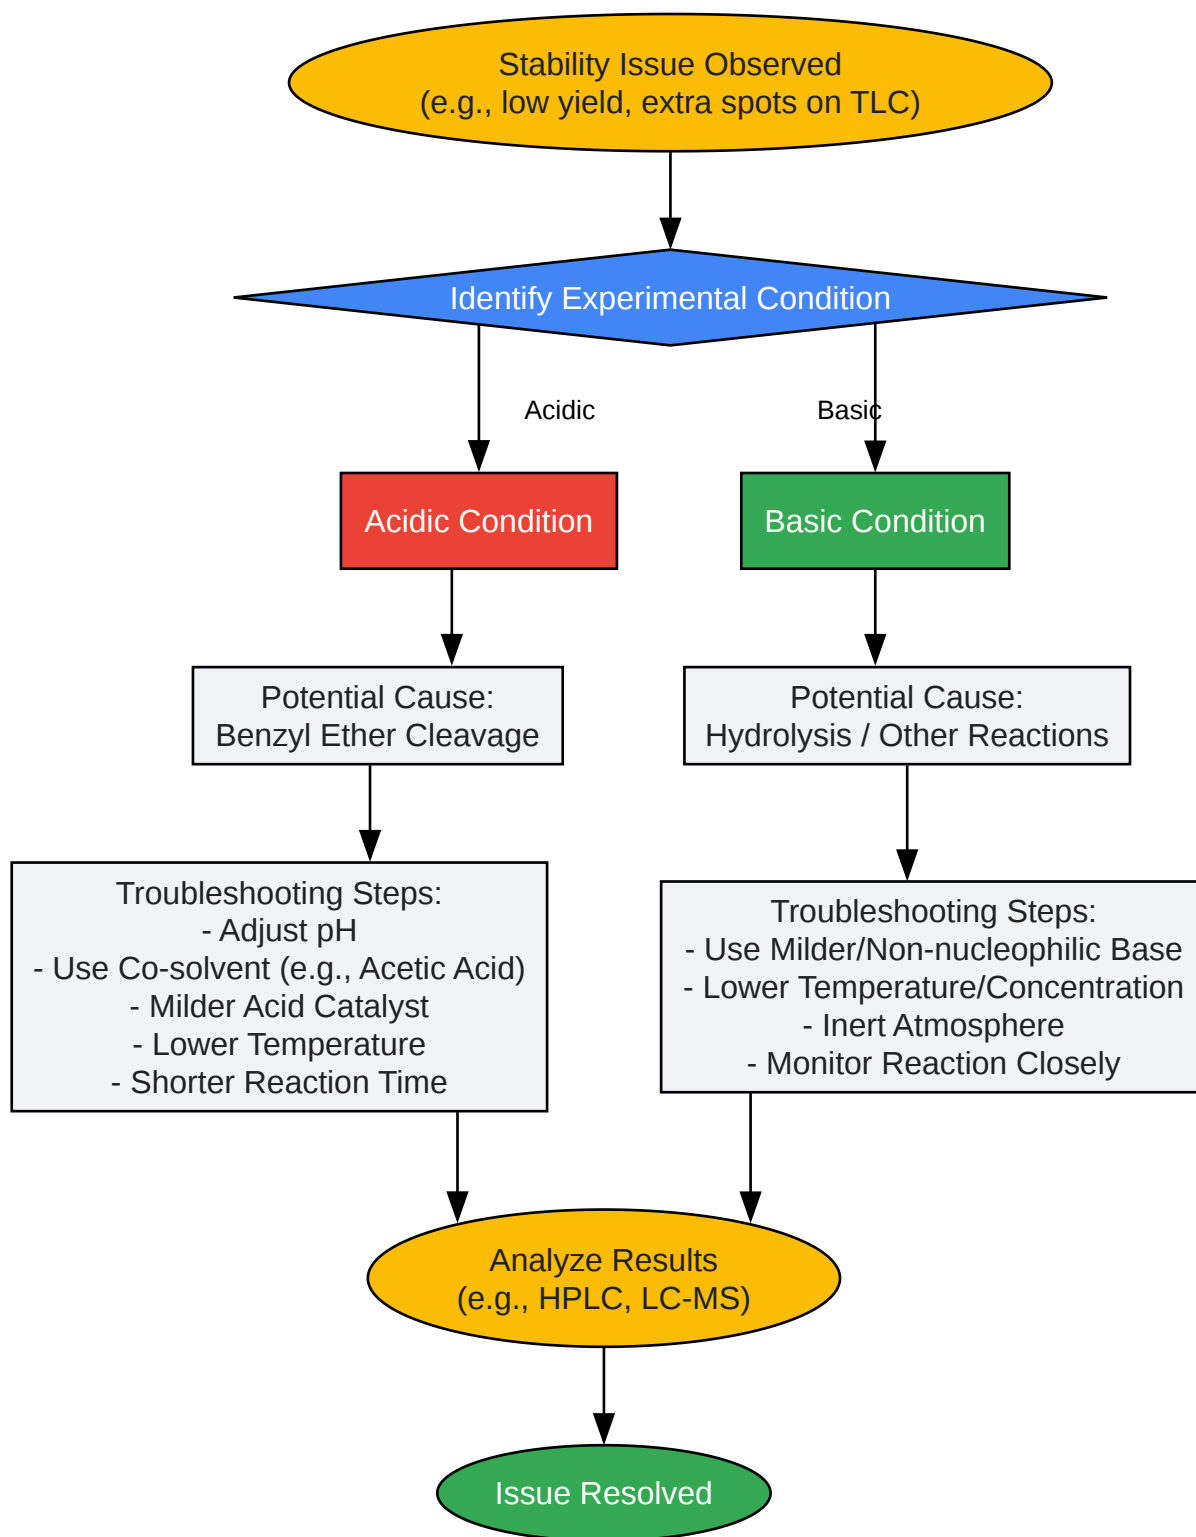 Stability Issue Observed
(e.g., low yield, extra spots on TLC)
Identify Experimental Condition
Acidic
Basic
Acidic Condition
Basic Condition
Potential Cause:
Benzyl Ether Cleavage
Potential Cause:
Hydrolysis / Other Reactions
Troubleshooting Steps:
- Adjust pH
- Use Co-solvent (e.g., Acetic Acid)
- Milder Acid Catalyst
- Lower Temperature
- Shorter Reaction Time
Troubleshooting Steps:
- Use Milder/Non-nucleophilic Base
- Lower Temperature/Concentration
- Inert Atmosphere
- Monitor Reaction Closely
Analyze Results
(e.g., HPLC, LC-MS)
Issue Resolved